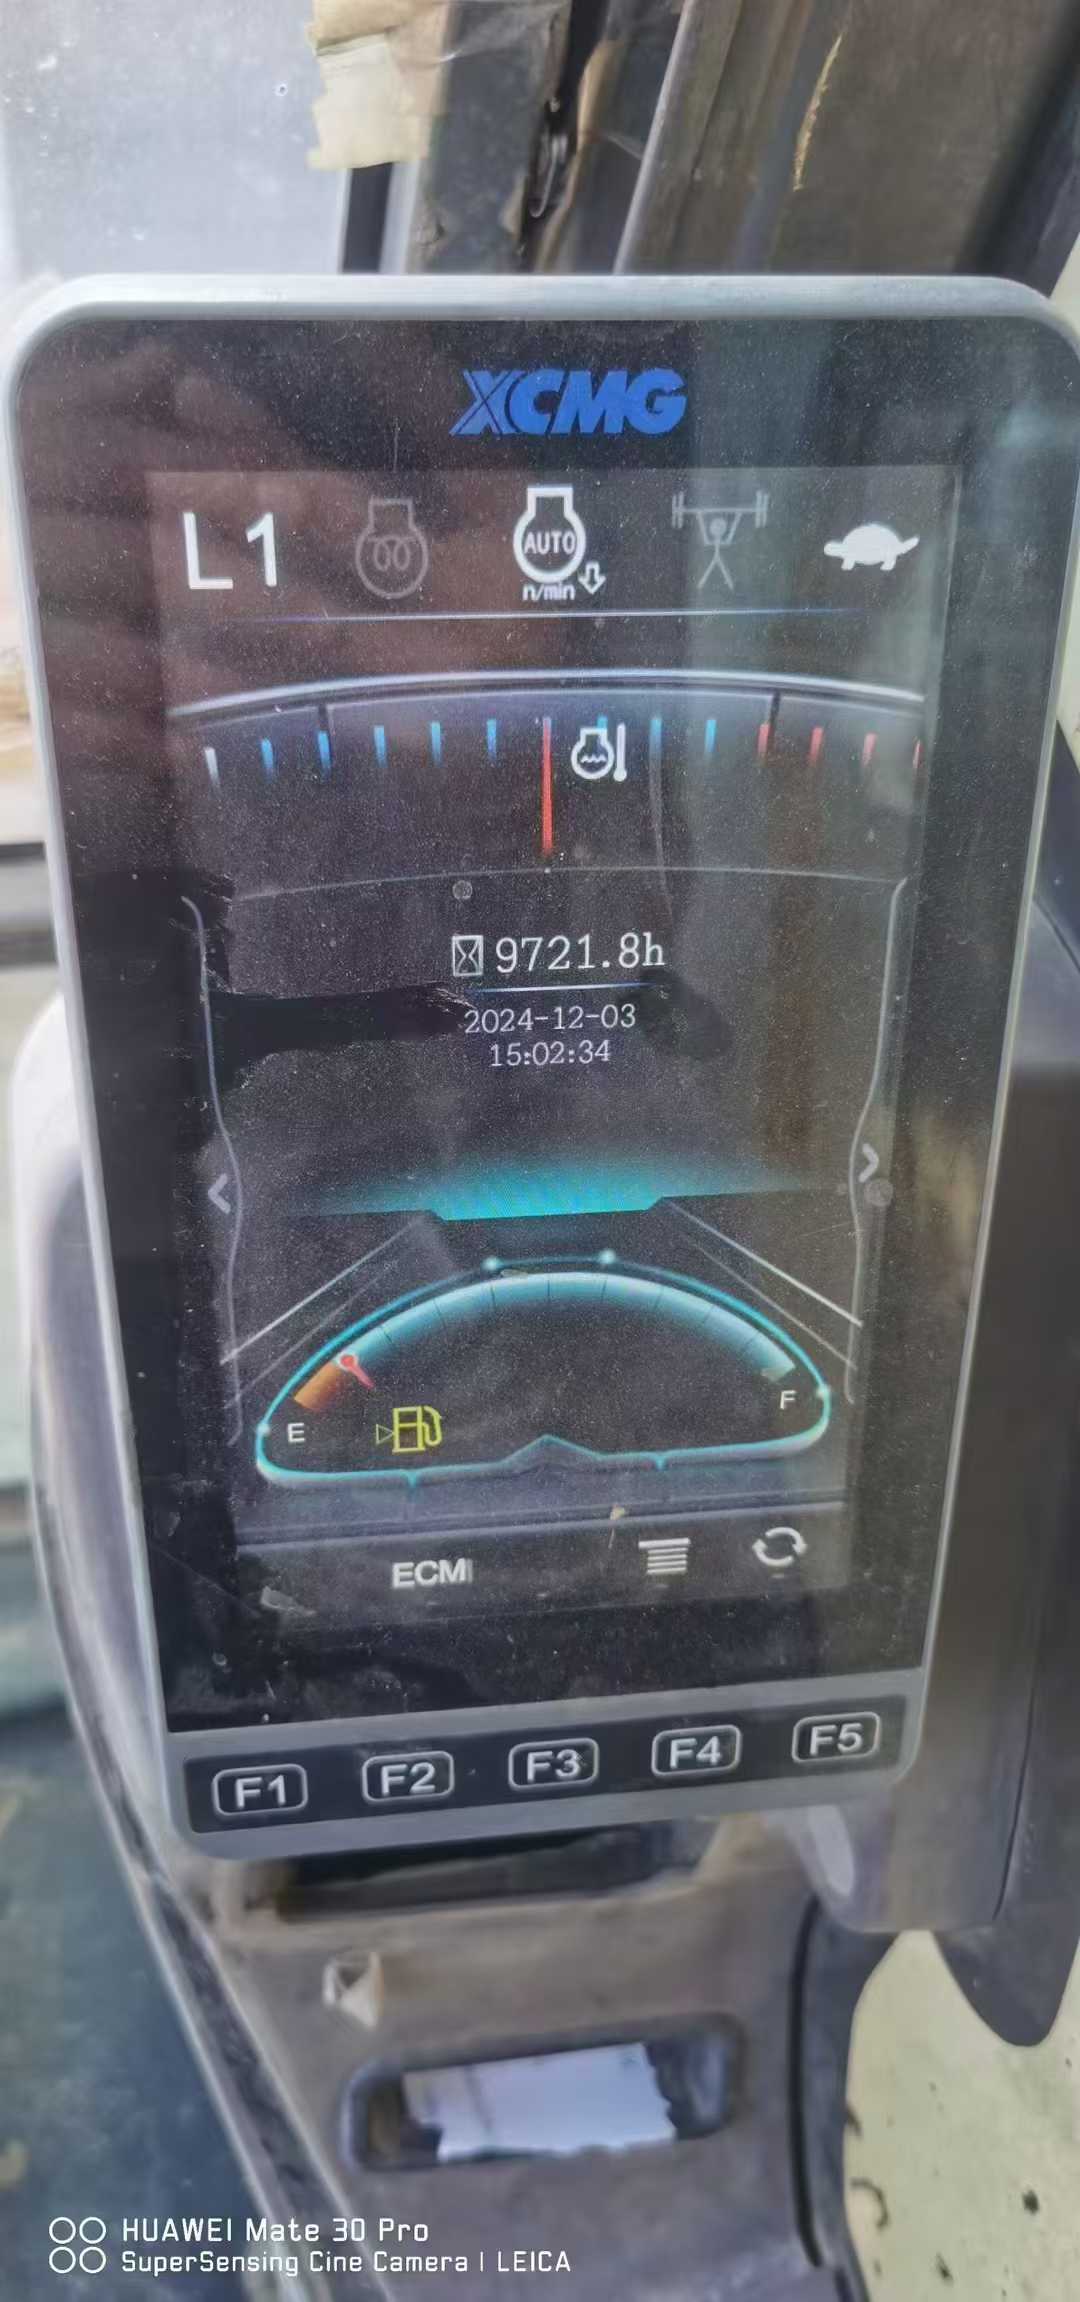 XCMG
L1
AUTO
n/min
9721.8h
2024-12-03
15:02:34
E
F
ECM
F1 F2 F3 F4 F5
HUAWEI Mate 30 Pro
SuperSensing Cine Camera | LEICA